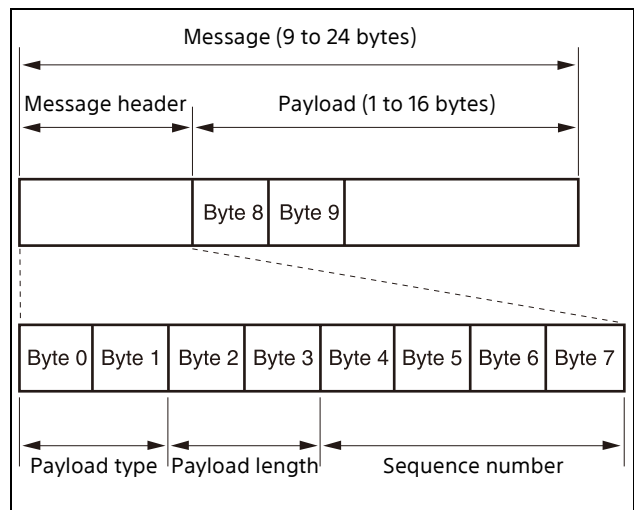 Message (9 to 24 bytes)
Message header Payload (1 to 16 bytes)
Byte 8 Byte 9
Byte 0 Byte 1 Byte 2 Byte 3 Byte 4 Byte 5 Byte 6 Byte 7
Payload type Payload length Sequence number